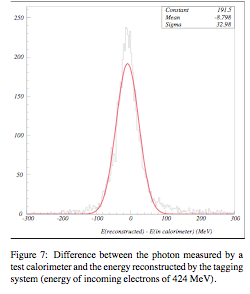 Constant 191.5
Mean -8.798
Sigma 32.98
250
200
150
100
50
0
-300 -200 -100 0 100 200 300
E(reconstructed) - E(in calorimeter) (MeV)
Figure 7: Difference between the photon measured by a
test calorimeter and the energy reconstructed by the tagging
system (energy of incoming electrons of 424 MeV).